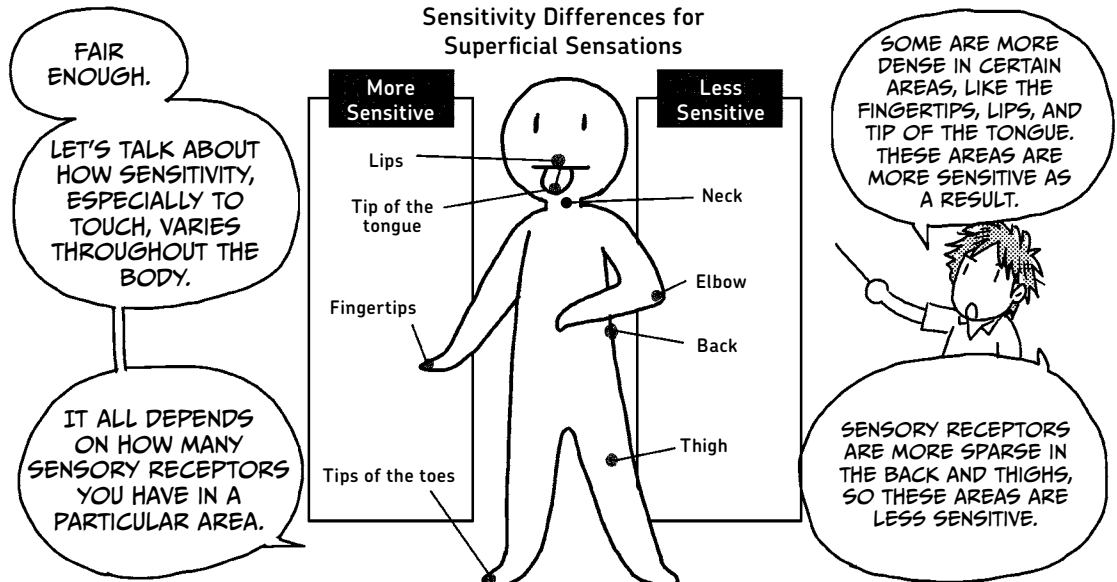 Sensitivity Differences for
Superficial Sensations
FAIR
ENOUGH.
LET'S TALK ABOUT
HOW SENSITIVITY,
ESPECIALLY TO
TOUCH, VARIES
THROUGHOUT THE
BODY.
IT ALL DEPENDS
ON HOW MANY
SENSORY RECEPTORS
YOU HAVE IN A
PARTICULAR AREA.
More
Sensitive
Lips
Tip of the
tongue
Fingertips
Tips of the toes
Less
Sensitive
Neck
Elbow
Back
Thigh
SOME ARE MORE
DENSE IN CERTAIN
AREAS, LIKE THE
FINGERTIPS, LIPS, AND
TIP OF THE TONGUE.
THESE AREAS ARE
MORE SENSITIVE AS
A RESULT.
SENSORY RECEPTORS
ARE MORE SPARSE IN
THE BACK AND THIGHS,
SO THESE AREAS ARE
LESS SENSITIVE.